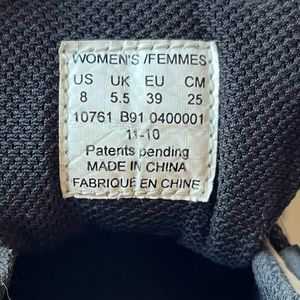 WOMEN'S /FEMMES
US UK EU CM
8 5.5 39 25
10761 B91 0400001
11-10
Patents pending
MADE IN CHINA
FABRIQUÉ EN CHINE